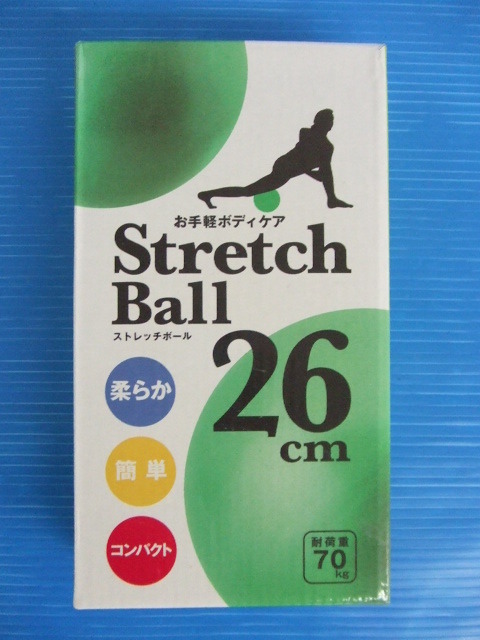 お手軽ボディケア
Stretch
Ball
ストレッチボール
26
cm
柔らか
簡単
コンパクト
耐荷重
70
kg